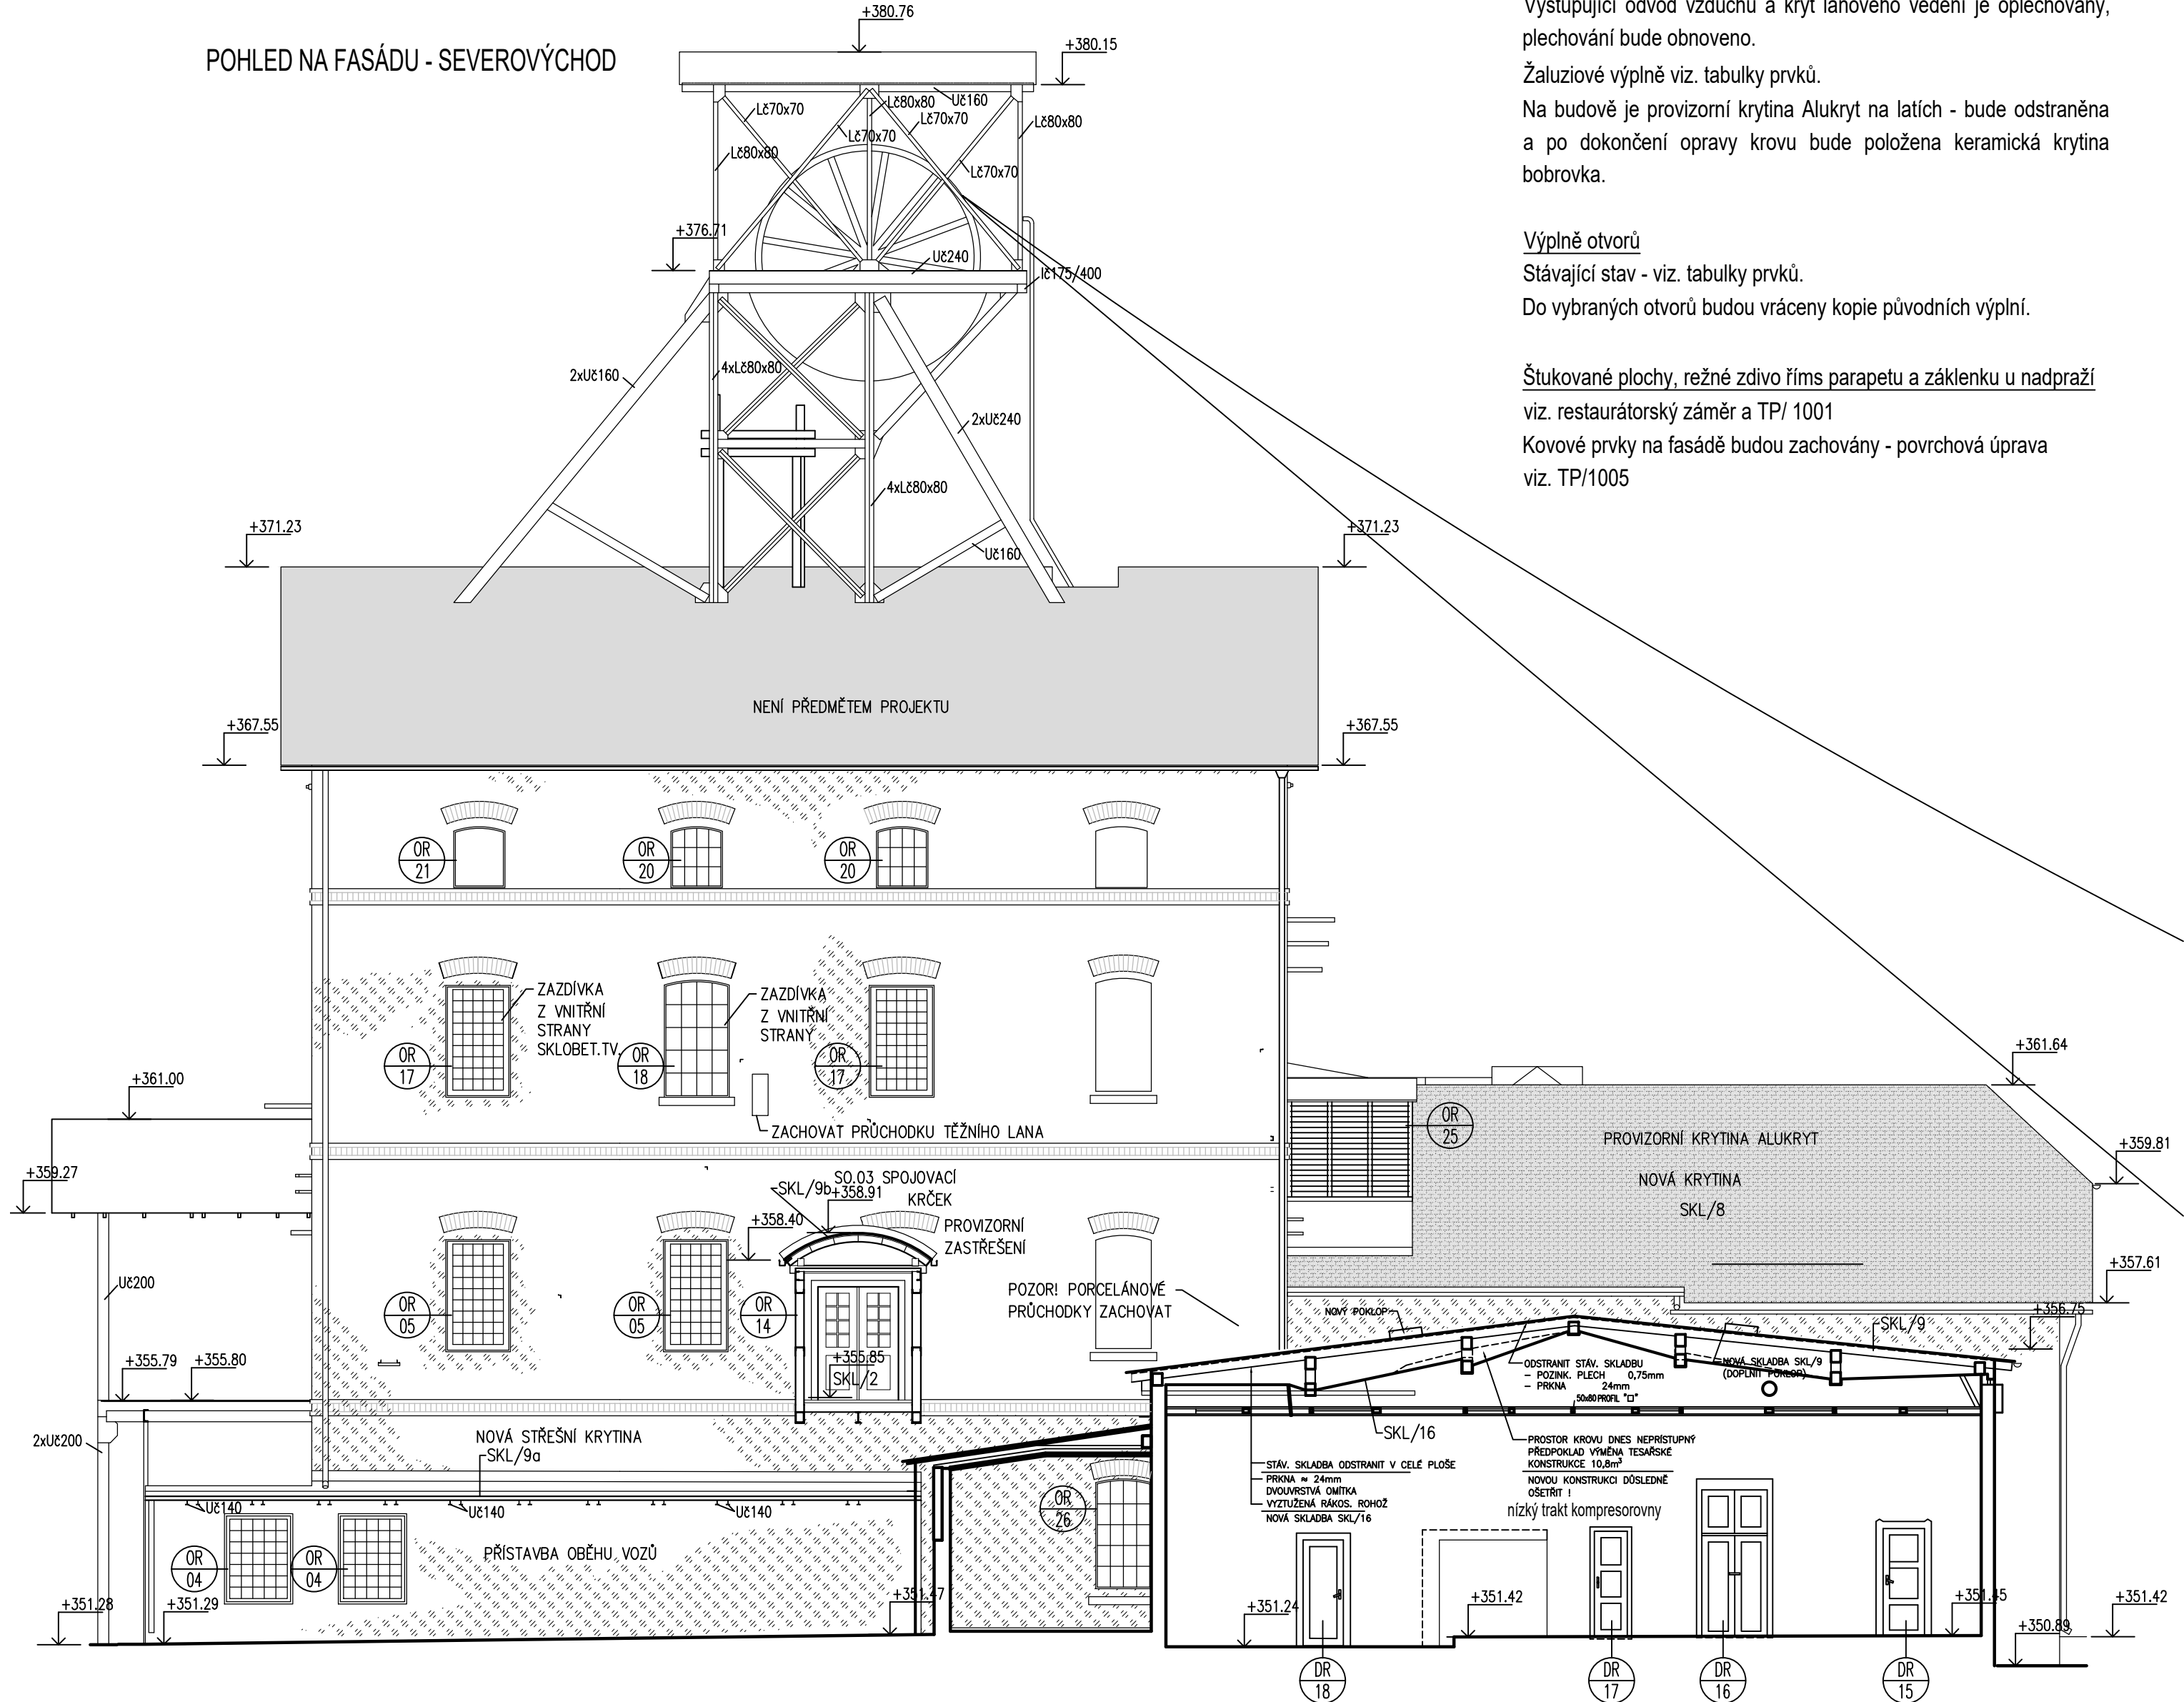 POHLED NA FASÁDU - SEVEROVÝCHOD
Vystupující odvod vzduchu a kryt lanového vedení je oplechovaný,
plechování bude obnoveno.
Žaluziové výplně viz. tabulky prvků.
Na budově je provizorní krytina Alukryt na latích - bude odstraněna
a po dokončení opravy krovu bude položena keramická krytina
bobrovka.
Výplně otvorů
Stávající stav - viz. tabulky prvků.
Do vybraných otvorů budou vráceny kopie původních výplní.
Štukované plochy, režné zdivo říms parapetu a záklenku u nadpraží
viz. restaurátorský záměr a TP/ 1001
Kovové prvky na fasádě budou zachovány - povrchová úprava
viz. TP/1005
+380.76
+380.15
Uč160
Lč70x70
Lč80x80
Lč70x70
Lč70x70
Lč80x80
Lč80x80
Lč70x70
+376.71
Uč240
Ič175/400
2xUč160
4xLč80x80
2xUč240
4xLč80x80
Uč160
+371.23
+371.23
NENÍ PŘEDMĚTEM PROJEKTU
+367.55
+367.55
OR
21
OR
20
OR
20
ZAZDÍVKA
Z VNITŘNÍ
STRANY
SKLOBET.TV.
ZAZDÍVKA
Z VNITŘNÍ
STRANY
OR
17
OR
18
OR
17
ZACHOVAT PRŮCHODKU TĚŽNÍHO LANA
+361.00
+361.64
OR
25
PROVIZORNÍ KRYTINA ALUKRYT
NOVÁ KRYTINA
SKL/8
+359.81
+359.27
SO.03 SPOJOVACÍ
KRČEK
SKL/9b
+358.91
+358.40
PROVIZORNÍ
ZASTŘEŠENÍ
POZOR! PORCELÁNOVÉ
PRŮCHODKY ZACHOVAT
Uč200
OR
05
OR
05
OR
14
+357.61
+356.75
+355.85
SKL/2
+355.79
+355.80
NOVÝ POKLOP
SKL/9
ODSTRANIT STÁV. SKLADBU
- POZINK. PLECH 0,75mm
- PRKNA 24mm
50x80 PROFIL "□"
NOVÁ SKLADBA SKL/9
(DOPLNIT POKLOP)
2xUč200
NOVÁ STŘEŠNÍ KRYTINA
SKL/9a
SKL/16
STÁV. SKLADBA ODSTRANIT V CELÉ PLOŠE
PRKNA ≈ 24mm
DVOUVRSTVÁ OMÍTKA
VYZTUŽENÁ RÁKOS. ROHOŽ
NOVÁ SKLADBA SKL/16
PROSTOR KROVU DNES NEPRÍSTUPNÝ
PŘEDPOKLAD VÝMĚNA TESAŘSKÉ
KONSTRUKCE 10,8m³
NOVOU KONSTRUKCI DŮSLEDNĚ
OŠETŘIT !
nízký trakt kompresorovny
Uč140
Uč140
Uč140
OR
26
OR
04
OR
04
PŘÍSTAVBA OBĚHU VOZŮ
+351.28
+351.29
+351.47
+351.24
+351.42
+351.45
+350.89
+351.42
DR
18
DR
17
DR
16
DR
15